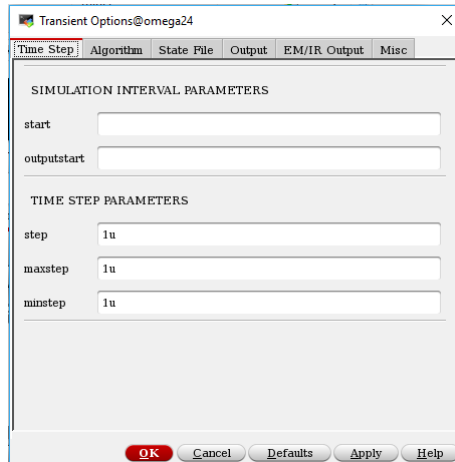 Transient Options@omega24
Time Step Algorithm State File Output EM/IR Output Misc
SIMULATION INTERVAL PARAMETERS
start
outputstart
TIME STEP PARAMETERS
step 1u
maxstep 1u
minstep 1u
OK Cancel Defaults Apply Help